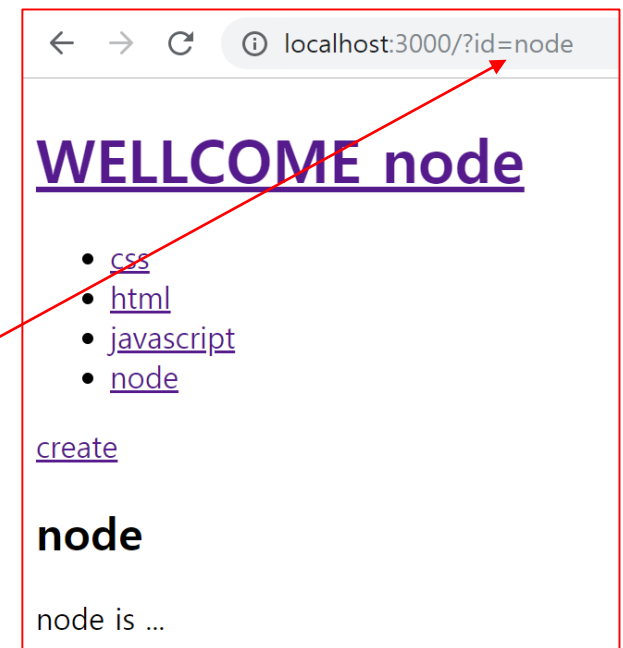 localhost:3000/?id=node
WELLCOME node
css
html
javascript
node
create
node
node is ...